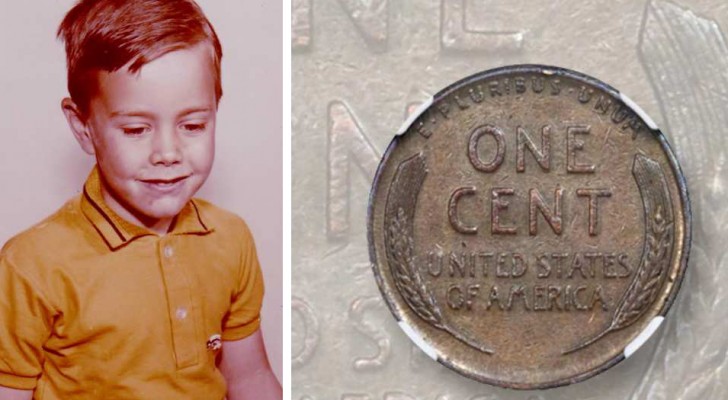 E·PLURIBUS·UNUM
ONE
CENT
UNITED STATES
OF AMERICA